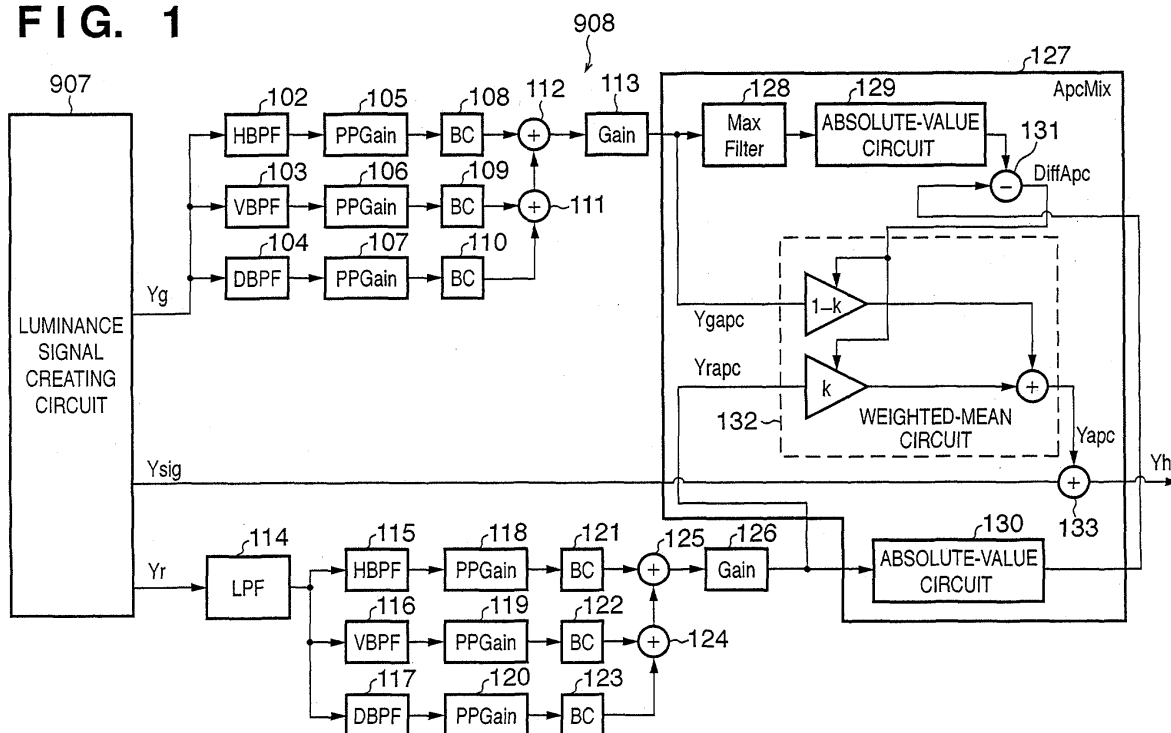 FIG. 1
908
907
LUMINANCE
SIGNAL
CREATING
CIRCUIT
102
HBPF
105
PPGain
108
BC
112
+
113
Gain
103
VBPF
106
PPGain
109
BC
+
111
104
DBPF
107
PPGain
110
BC
Yg
127
ApcMix
128
Max
Filter
129
ABSOLUTE-VALUE
CIRCUIT
131
−
DiffApc
1–k
Ygapc
Yrapc
k
+
132
WEIGHTED-MEAN
CIRCUIT
Yapc
Ysig
+
133
Yh
Yr
114
LPF
115
HBPF
118
PPGain
121
BC
125
+
126
Gain
130
ABSOLUTE-VALUE
CIRCUIT
116
VBPF
119
PPGain
122
BC
+
124
117
DBPF
120
PPGain
123
BC